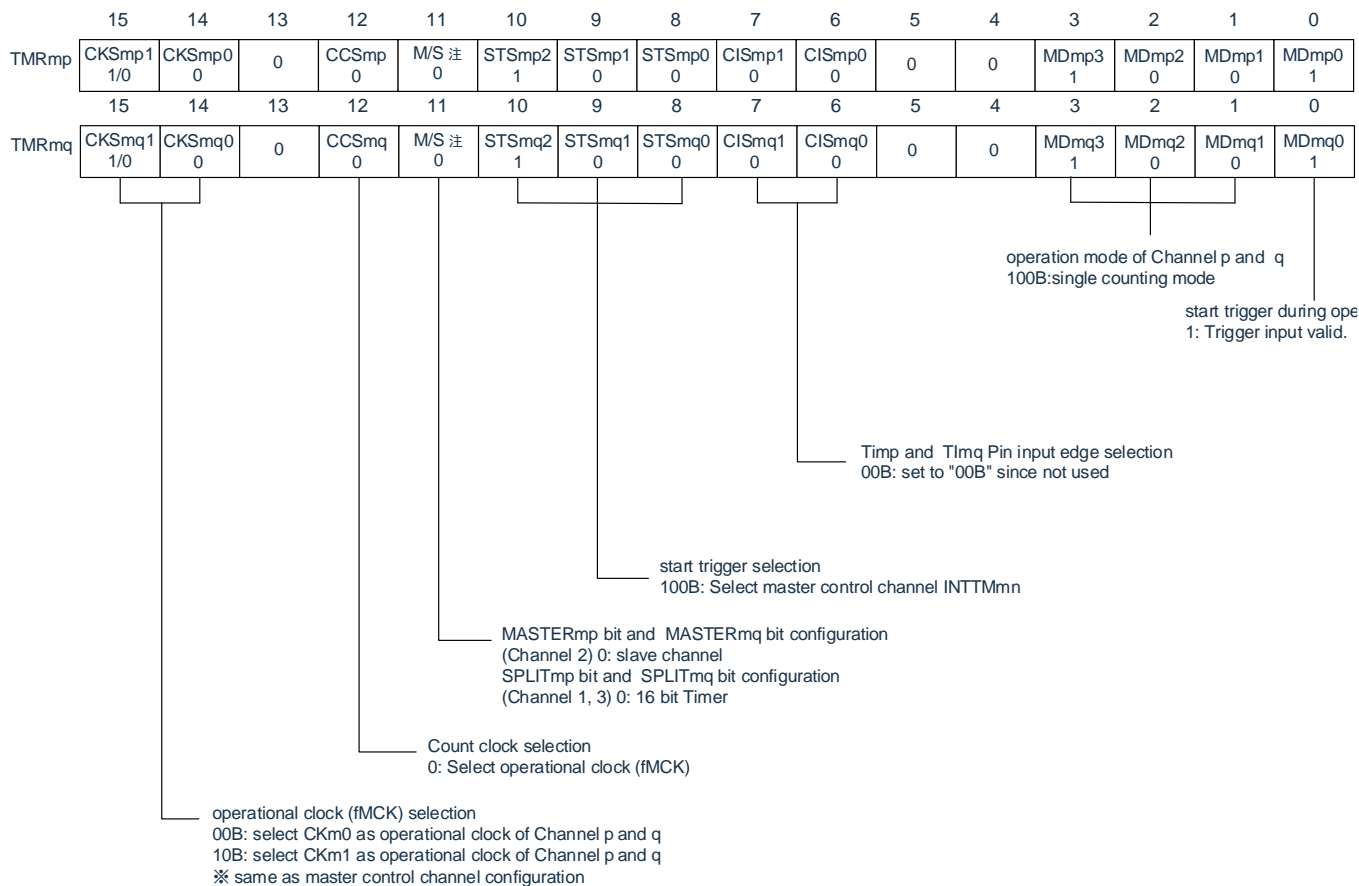 15 14 13 12 11 10 9 8 7 6 5 4 3 2 1 0
TMRmp CKSmp1 CKSmp0 0 CCSmp M/S 注 STSmp2 STSmp1 STSmp0 CISmp1 CISmp0 0 0 MDmp3 MDmp2 MDmp1 MDmp0
1/0 0 0 0 1 0 0 0 0 1 0 0 1
15 14 13 12 11 10 9 8 7 6 5 4 3 2 1 0
TMRmq CKSmq1 CKSmq0 0 CCSmq M/S 注 STSmq2 STSmq1 STSmq0 CISmq1 CISmq0 0 0 MDmq3 MDmq2 MDmq1 MDmq0
1/0 0 0 0 1 0 0 0 0 1 0 0 1
operation mode of Channel p and q
100B:single counting mode
start trigger during ope
1: Trigger input valid.
Timp and TImq Pin input edge selection
00B: set to "00B" since not used
start trigger selection
100B: Select master control channel INTTMmn
MASTERmp bit and MASTERmq bit configuration
(Channel 2) 0: slave channel
SPLITmp bit and SPLITmq bit configuration
(Channel 1, 3) 0: 16 bit Timer
Count clock selection
0: Select operational clock (fMCK)
operational clock (fMCK) selection
00B: select CKm0 as operational clock of Channel p and q
10B: select CKm1 as operational clock of Channel p and q
※ same as master control channel configuration